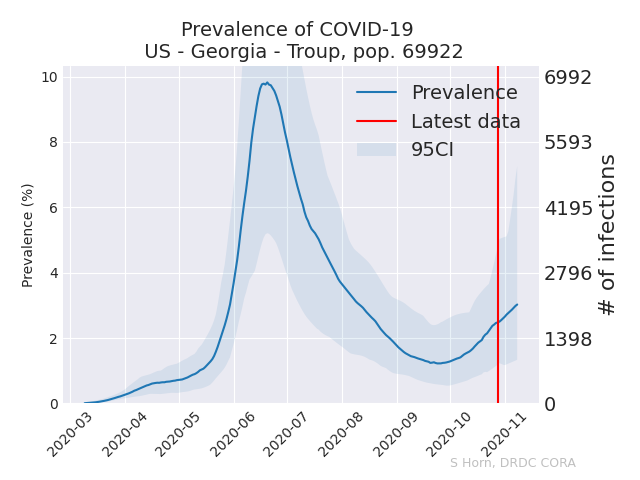 Prevalence of COVID-19
US - Georgia - Troup, pop. 69922
Prevalence (%)
10
8
6
4
2
0
6992
5593
4195
2796
1398
0
# of infections
Prevalence
Latest data
95CI
2020-03
2020-04
2020-05
2020-06
2020-07
2020-08
2020-09
2020-10
2020-11
S Horn, DRDC CORA